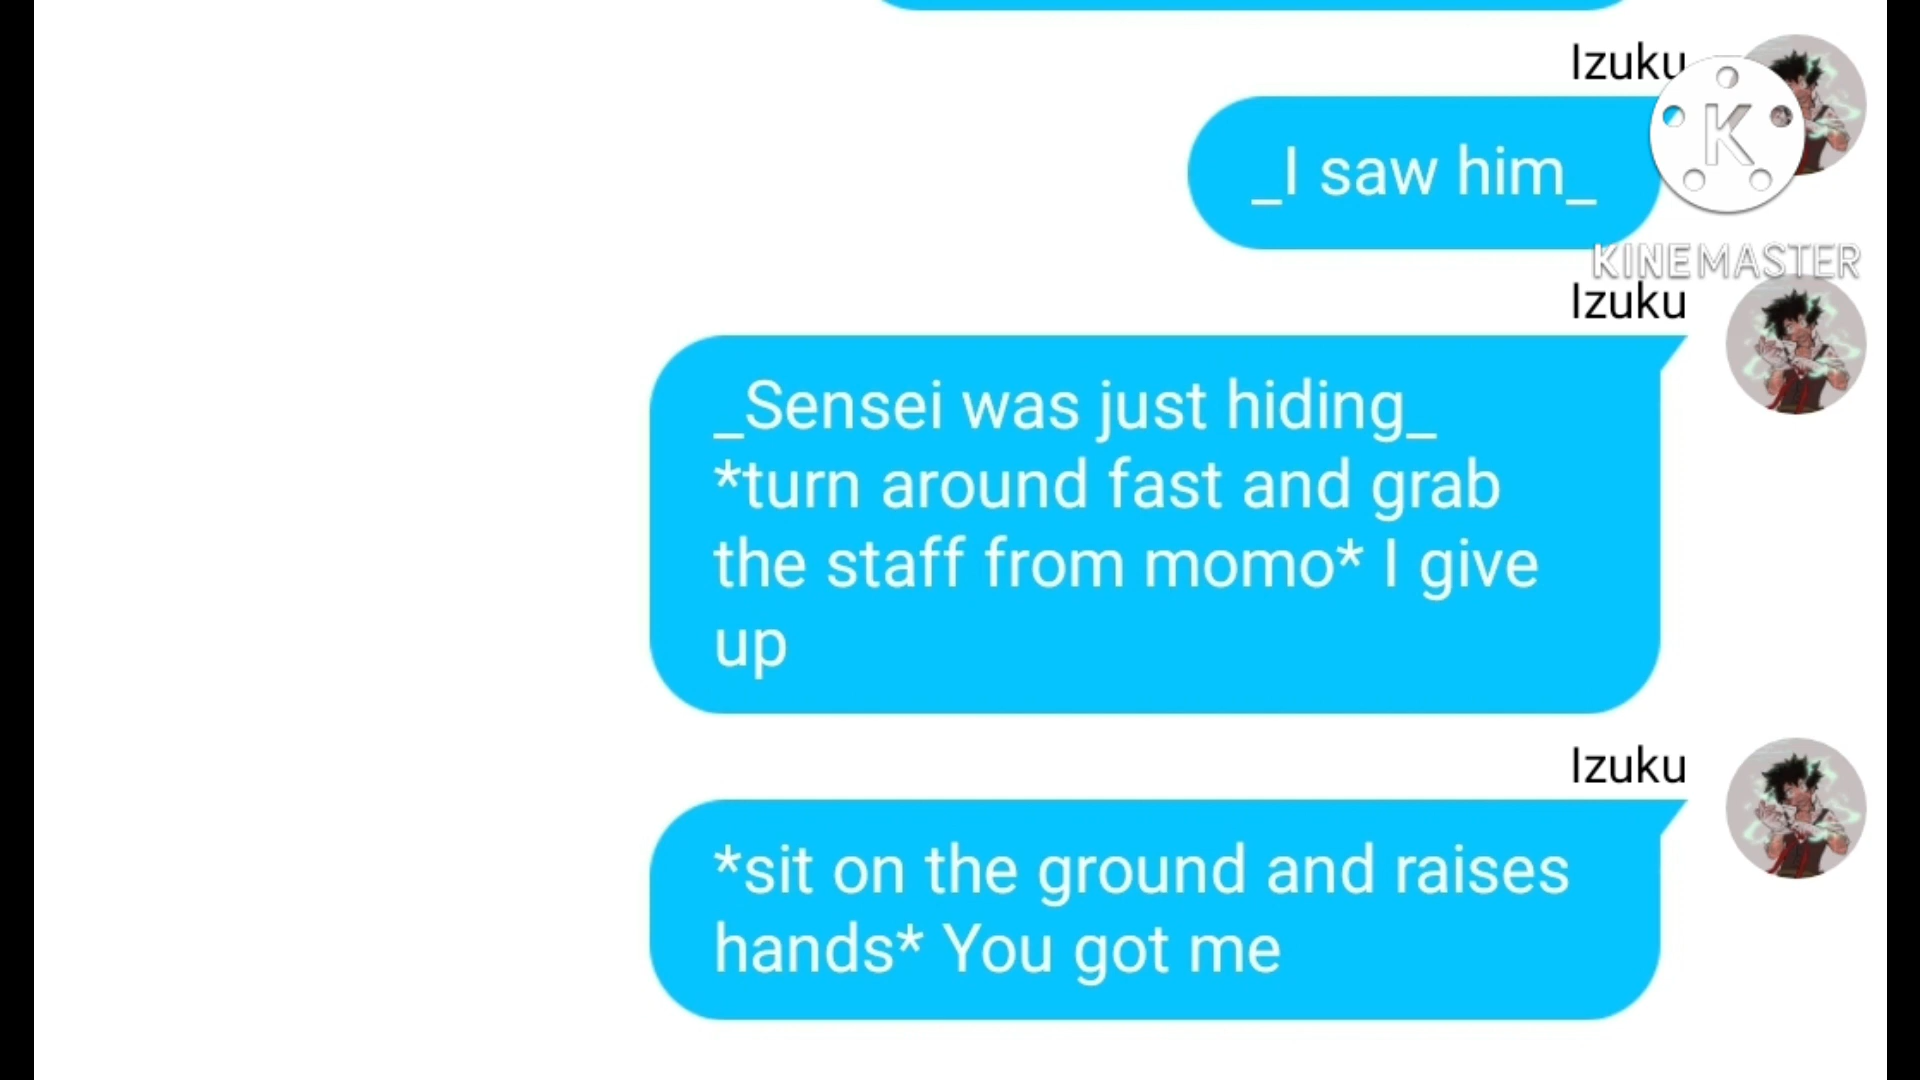 Izuku
_I saw him_
K
KINEMASTER
Izuku
_Sensei was just hiding_
*turn around fast and grab
the staff from momo* I give
up
Izuku
*sit on the ground and raises
hands* You got me